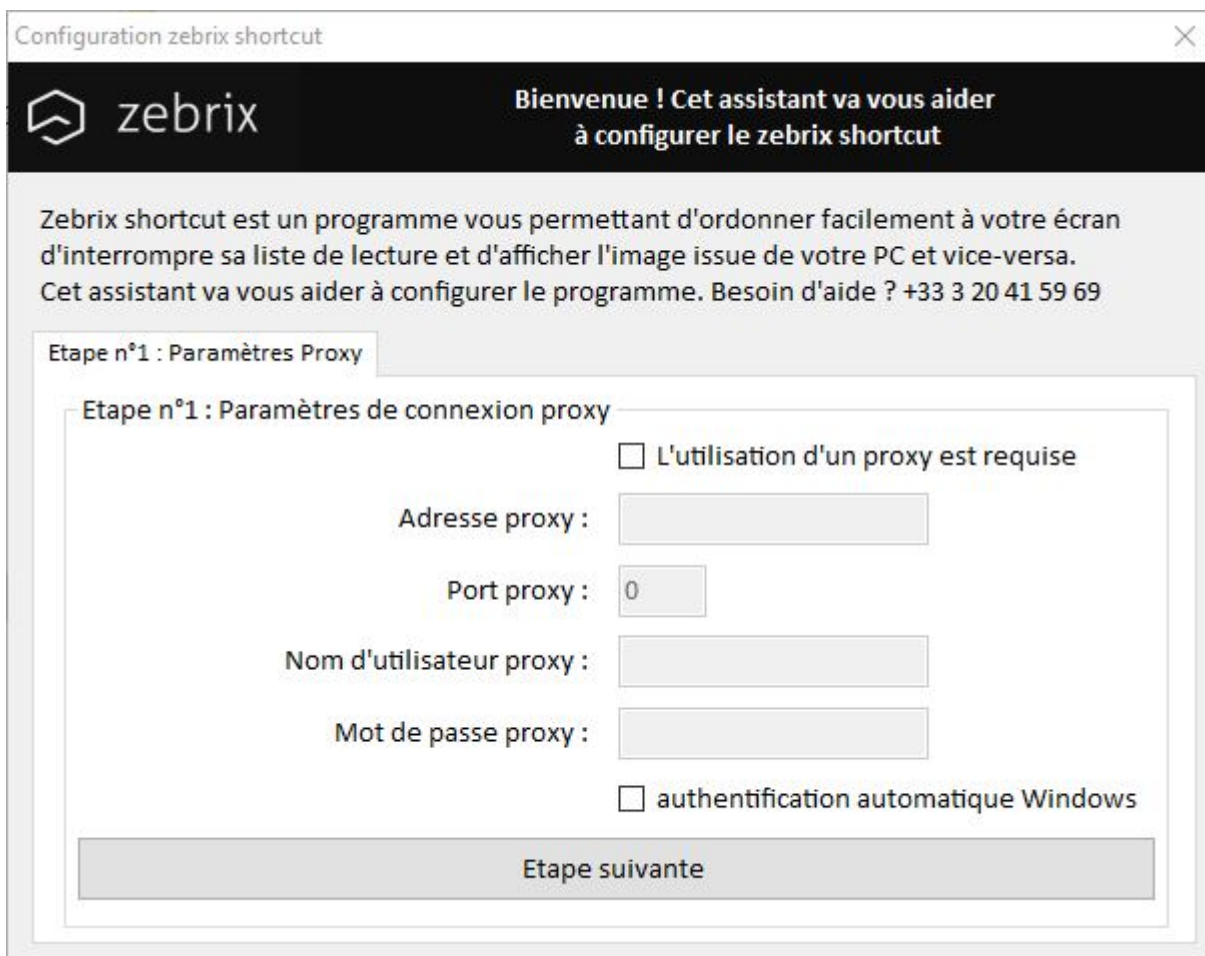 Configuration zebrix shortcut
zebrix
Bienvenue ! Cet assistant va vous aider
à configurer le zebrix shortcut
Zebrix shortcut est un programme vous permettant d'ordonner facilement à votre écran
d'interrompre sa liste de lecture et d'afficher l'image issue de votre PC et vice-versa.
Cet assistant va vous aider à configurer le programme. Besoin d'aide ? +33 3 20 41 59 69
Etape n°1 : Paramètres Proxy
Etape n°1 : Paramètres de connexion proxy
L'utilisation d'un proxy est requise
Adresse proxy :
Port proxy : 0
Nom d'utilisateur proxy :
Mot de passe proxy :
authentification automatique Windows
Etape suivante